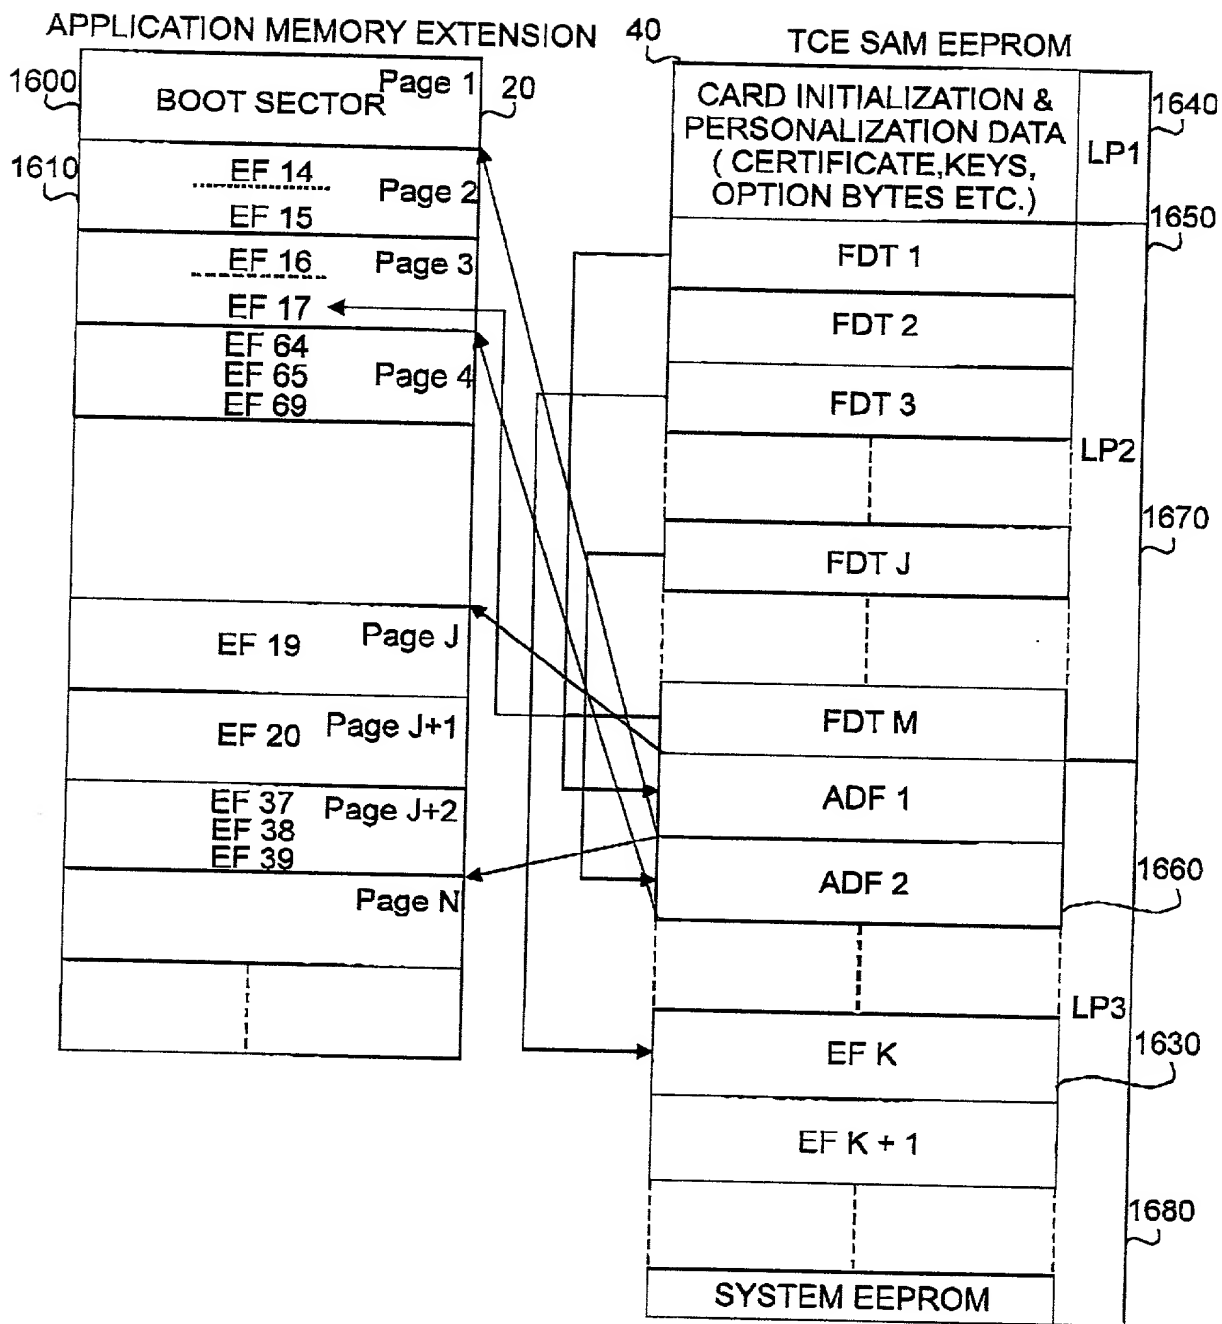 APPLICATION MEMORY EXTENSION
1600
Page 1
BOOT SECTOR
20
1610
EF 14
Page 2
EF 15
EF 16
Page 3
EF 17
EF 64
EF 65
Page 4
EF 69
Page J
EF 19
EF 20
Page J+1
EF 37
Page J+2
EF 38
EF 39
Page N
40
TCE SAM EEPROM
CARD INITIALIZATION &
PERSONALIZATION DATA
( CERTIFICATE,KEYS,
OPTION BYTES ETC.)
LP1
1640
1650
FDT 1
FDT 2
FDT 3
LP2
1670
FDT J
FDT M
ADF 1
ADF 2
1660
LP3
EF K
1630
EF K + 1
1680
SYSTEM EEPROM